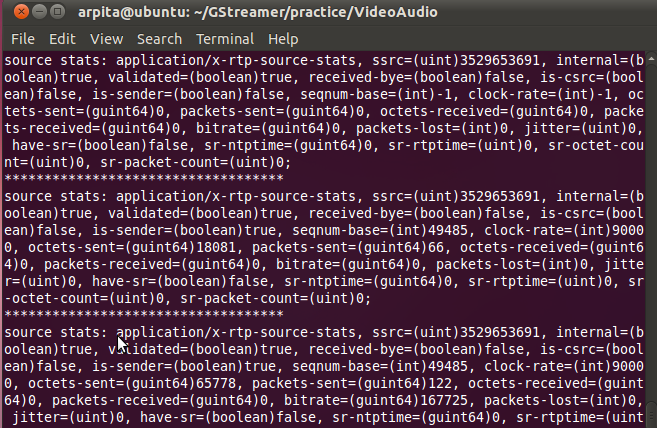 arpita@ubuntu: ~/GStreamer/practice/VideoAudio
File Edit View Search Terminal Help
source stats: application/x-rtp-source-stats, ssrc=(uint)3529653691, internal=(b
oolean)true, validated=(boolean)true, received-bye=(boolean)false, is-csrc=(bool
ean)false, is-sender=(boolean)false, seqnum-base=(int)-1, clock-rate=(int)-1, oc
tets-sent=(guint64)0, packets-sent=(guint64)0, octets-received=(guint64)0, packe
ts-received=(guint64)0, bitrate=(guint64)0, packets-lost=(int)0, jitter=(uint)0,
 have-sr=(boolean)false, sr-ntptime=(guint64)0, sr-rtptime=(uint)0, sr-octet-cou
nt=(uint)0, sr-packet-count=(uint)0;
***********************************
source stats: application/x-rtp-source-stats, ssrc=(uint)3529653691, internal=(b
oolean)true, validated=(boolean)true, received-bye=(boolean)false, is-csrc=(bool
ean)false, is-sender=(boolean)true, seqnum-base=(int)49485, clock-rate=(int)9000
0, octets-sent=(guint64)18081, packets-sent=(guint64)66, octets-received=(guint6
4)0, packets-received=(guint64)0, bitrate=(guint64)0, packets-lost=(int)0, jitte
r=(uint)0, have-sr=(boolean)false, sr-ntptime=(guint64)0, sr-rtptime=(uint)0, sr
-octet-count=(uint)0, sr-packet-count=(uint)0;
***********************************
source stats: application/x-rtp-source-stats, ssrc=(uint)3529653691, internal=(b
oolean)true, validated=(boolean)true, received-bye=(boolean)false, is-csrc=(bool
ean)false, is-sender=(boolean)true, seqnum-base=(int)49485, clock-rate=(int)9000
0, octets-sent=(guint64)65778, packets-sent=(guint64)122, octets-received=(guint
64)0, packets-received=(guint64)0, bitrate=(guint64)167725, packets-lost=(int)0,
 jitter=(uint)0, have-sr=(boolean)false, sr-ntptime=(guint64)0, sr-rtptime=(uint